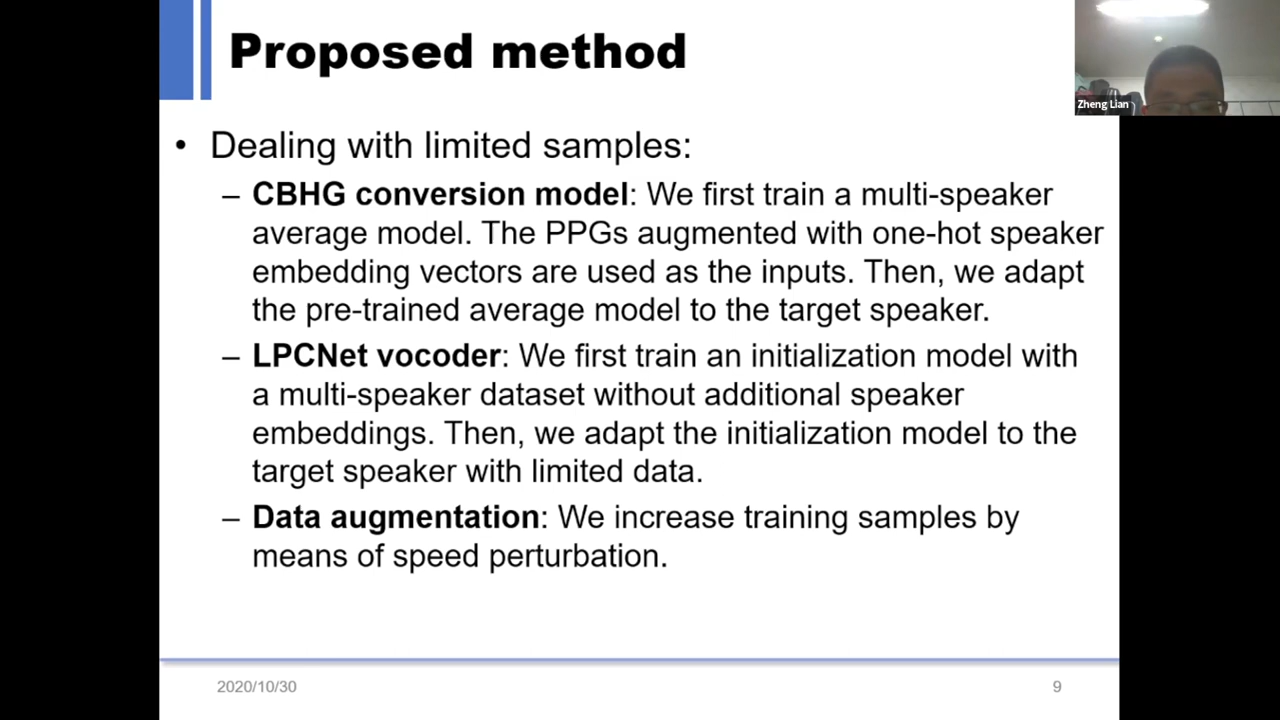 Proposed method
Zheng Lian
• Dealing with limited samples:
– CBHG conversion model: We first train a multi-speaker
average model. The PPGs augmented with one-hot speaker
embedding vectors are used as the inputs. Then, we adapt
the pre-trained average model to the target speaker.
– LPCNet vocoder: We first train an initialization model with
a multi-speaker dataset without additional speaker
embeddings. Then, we adapt the initialization model to the
target speaker with limited data.
– Data augmentation: We increase training samples by
means of speed perturbation.
2020/10/30
9